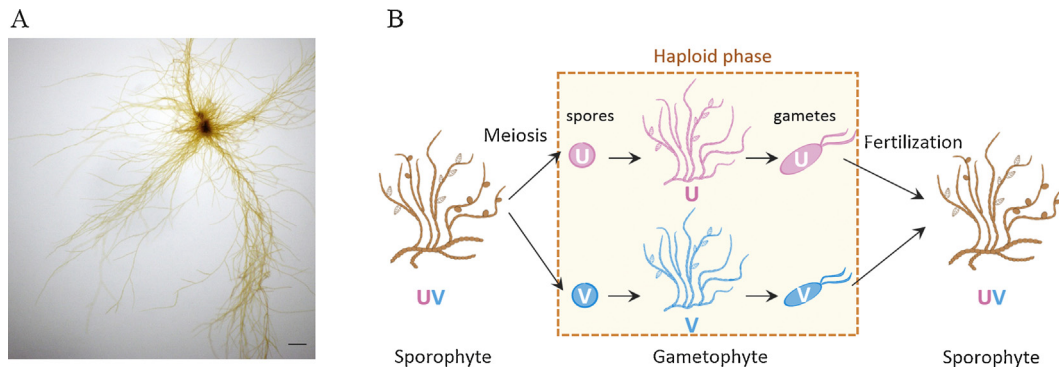 A
B
Haploid phase
Meiosis
spores
gametes
Fertilization
U
U
U
V
V
V
UV
UV
Sporophyte
Gametophyte
Sporophyte